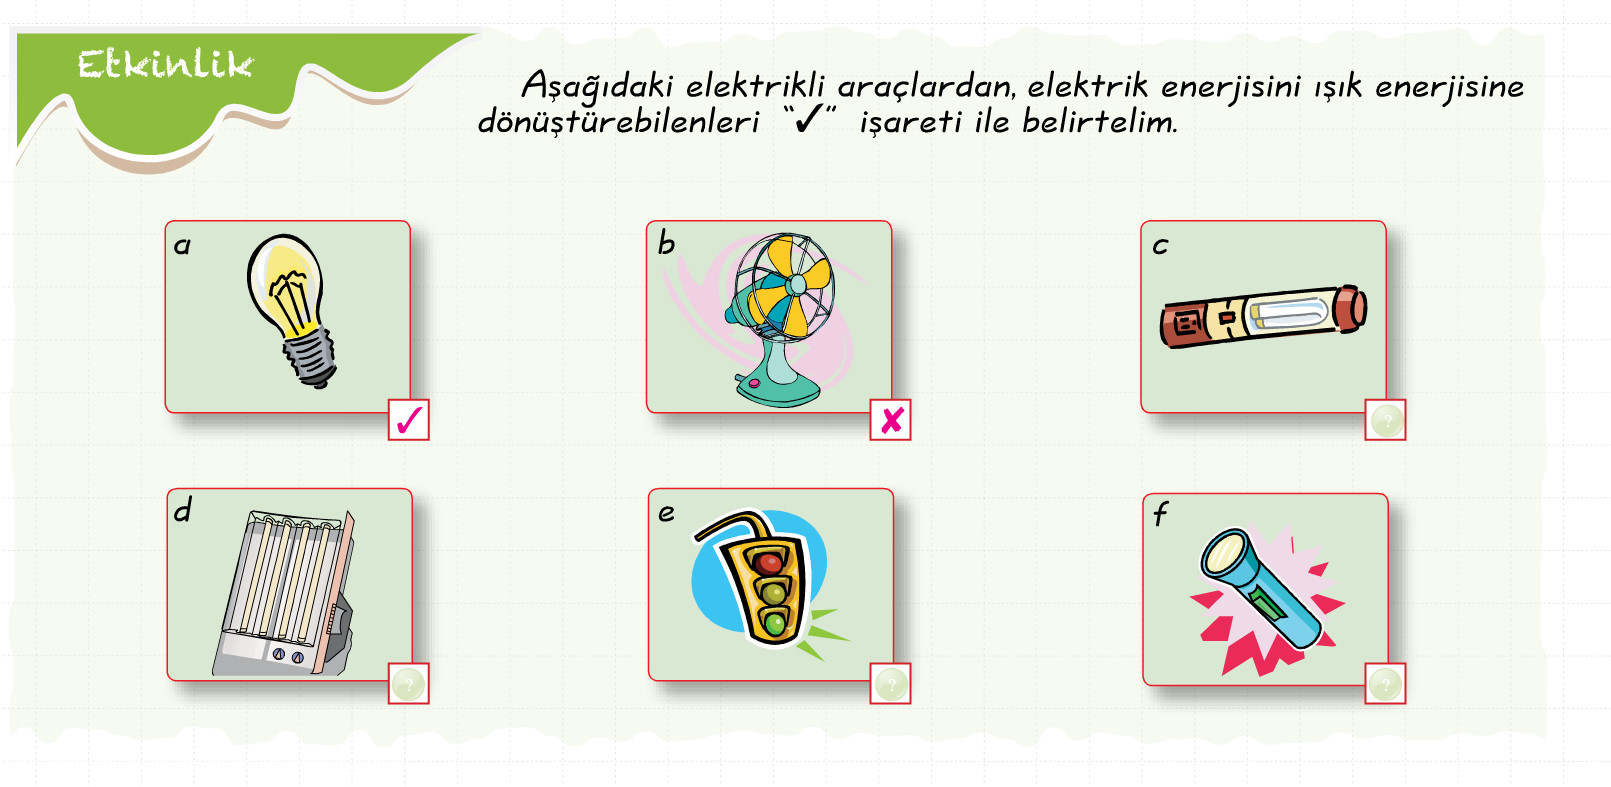 Etkinlik
Aşağıdaki elektrikli araçlardan, elektrik enerjisini ışık enerjisine
dönüştürebilenleri “✓” işareti ile belirtelim.
a
b
c
✓
✘
?
d
e
f
?
?
?